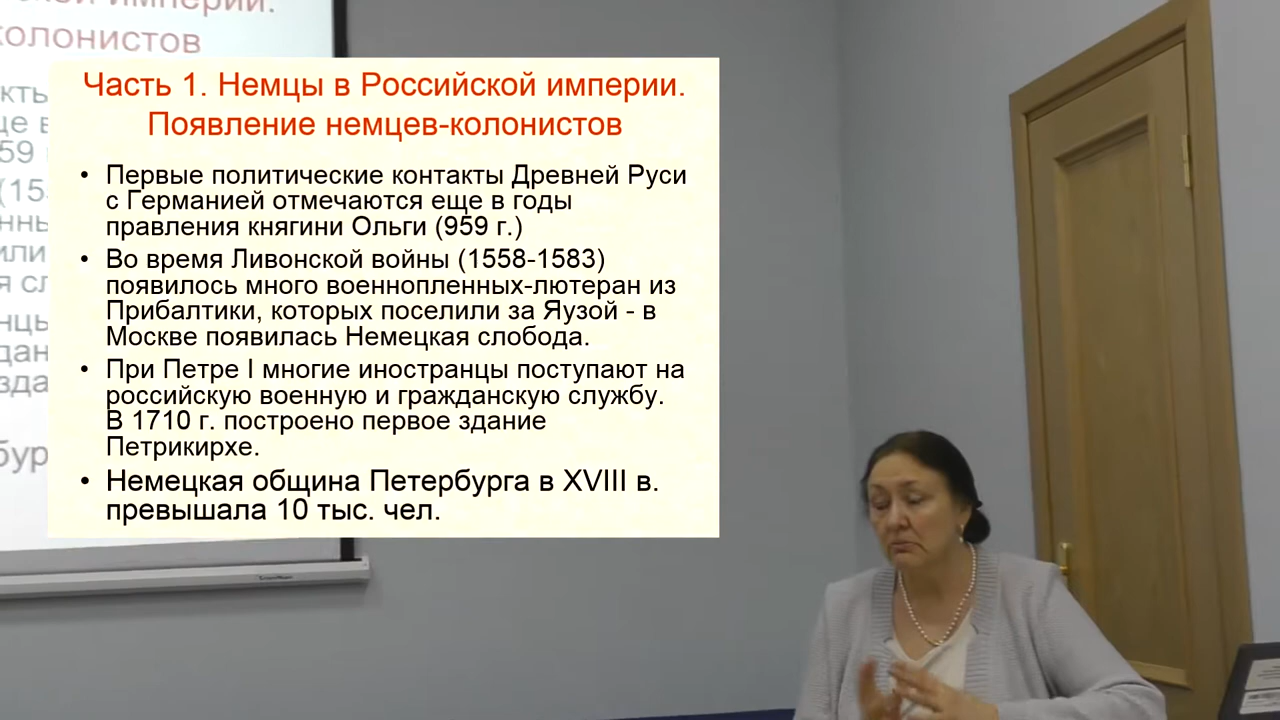 ской империи.
колонистов
Часть 1. Немцы в Российской империи.
Появление немцев-колонистов
• Первые политические контакты Древней Руси
с Германией отмечаются еще в годы
правления княгини Ольги (959 г.)
• Во время Ливонской войны (1558-1583)
появилось много военнопленных-лютеран из
Прибалтики, которых поселили за Яузой - в
Москве появилась Немецкая слобода.
• При Петре I многие иностранцы поступают на
российскую военную и гражданскую службу.
В 1710 г. построено первое здание
Петрикирхе.
• Немецкая община Петербурга в XVIII в.
превышала 10 тыс. чел.